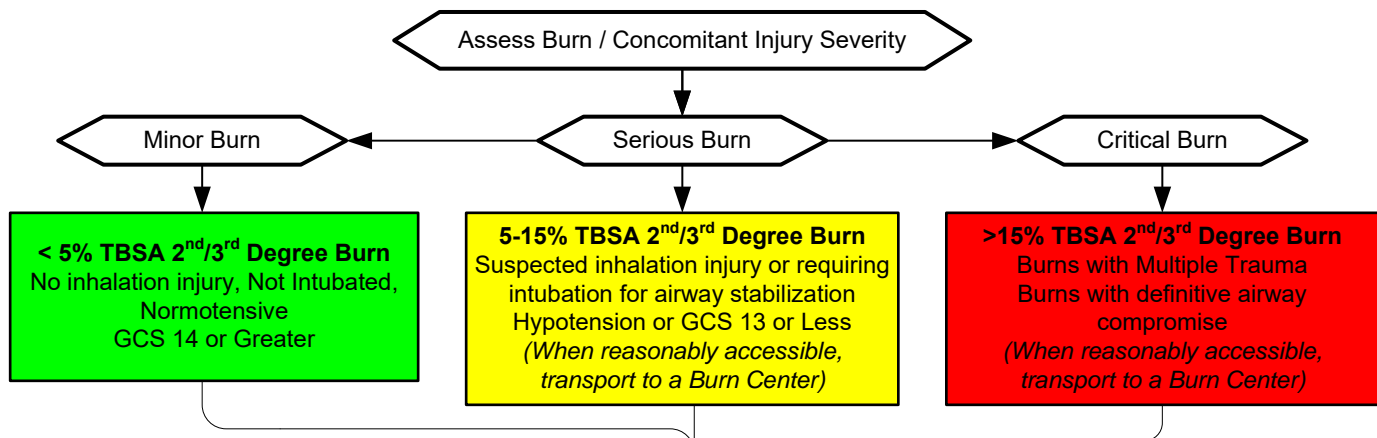 Assess Burn / Concomitant Injury Severity
Minor Burn
Serious Burn
Critical Burn
< 5% TBSA 2nd/3rd Degree Burn
No inhalation injury, Not Intubated,
Normotensive
GCS 14 or Greater
5-15% TBSA 2nd/3rd Degree Burn
Suspected inhalation injury or requiring
intubation for airway stabilization
Hypotension or GCS 13 or Less
(When reasonably accessible,
transport to a Burn Center)
>15% TBSA 2nd/3rd Degree Burn
Burns with Multiple Trauma
Burns with definitive airway
compromise
(When reasonably accessible,
transport to a Burn Center)